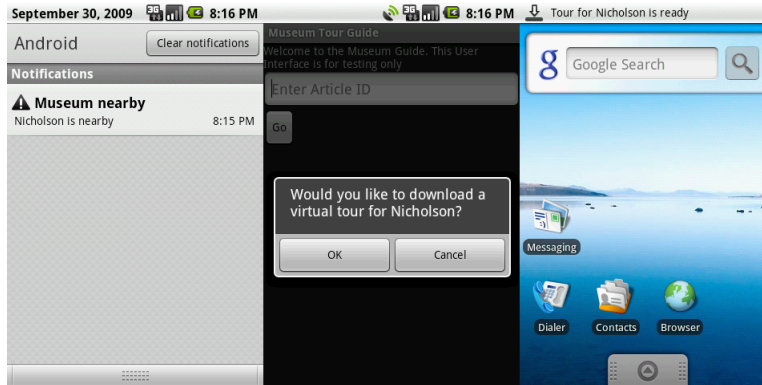 September 30, 2009 3G 8:16 PM
Android
Clear notifications
Notifications
Museum nearby
Nicholson is nearby 8:15 PM
3G 8:16 PM
Museum Tour Guide
Welcome to the Museum Guide. This User
Interface is for testing only
Enter Article ID
Go
Would you like to download a
virtual tour for Nicholson?
OK
Cancel
Tour for Nicholson is ready
g
Google Search
Messaging
Dialer
Contacts
Browser